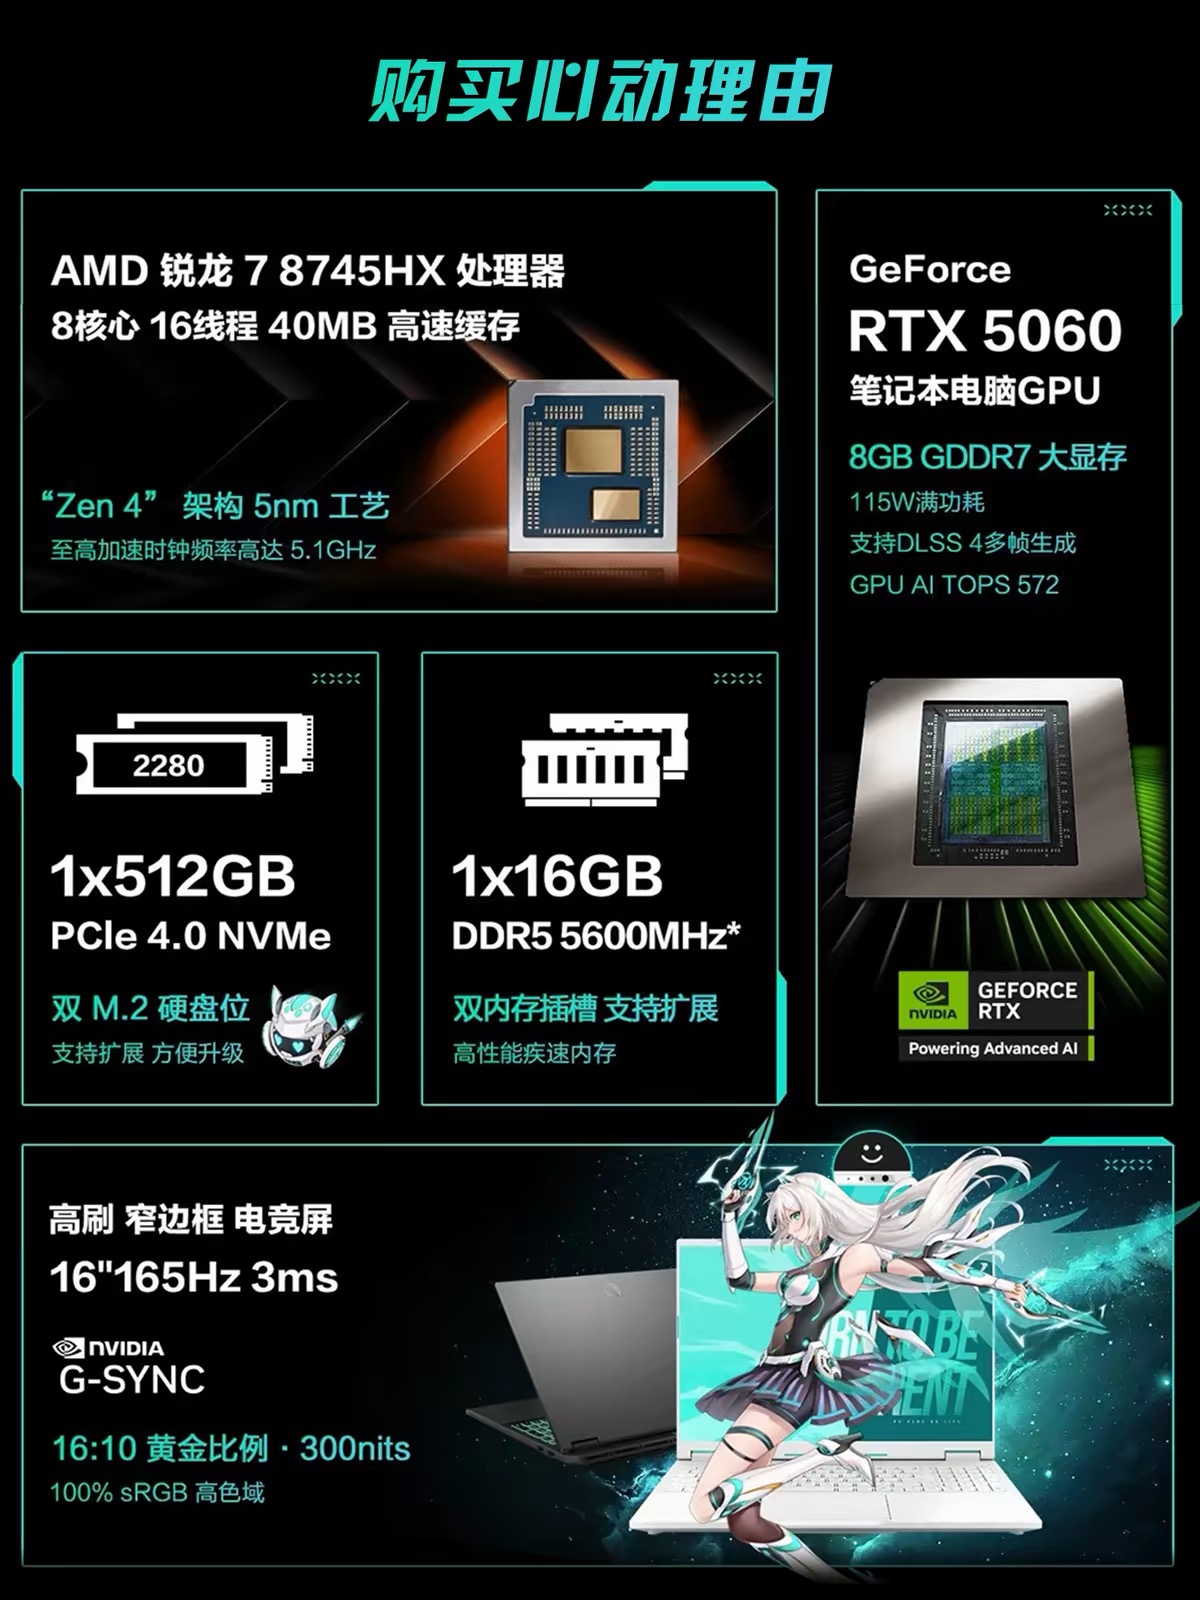 购买心动理由
AMD 锐龙 7 8745HX 处理器
8核心 16线程 40MB 高速缓存
“Zen 4” 架构 5nm 工艺
至高加速时钟频率高达 5.1GHz
GeForce
RTX 5060
笔记本电脑GPU
8GB GDDR7 大显存
115W满功耗
支持DLSS 4多帧生成
GPU AI TOPS 572
NVIDIA
GEFORCE
RTX
Powering Advanced AI
2280
1x512GB
PCIe 4.0 NVMe
双 M.2 硬盘位
支持扩展 方便升级
1x16GB
DDR5 5600MHz*
双内存插槽 支持扩展
高性能疾速内存
高刷 窄边框 电竞屏
16"165Hz 3ms
NVIDIA
G-SYNC
16:10 黄金比例 · 300nits
100% sRGB 高色域
TO BE